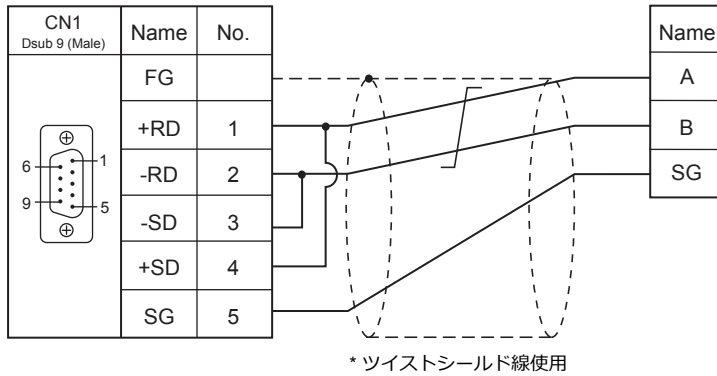 CN1
Dsub 9 (Male)
Name No.
FG
+RD 1
-RD 2
-SD 3
+SD 4
SG 5
6
1
9
5
Name
A
B
SG
* ツイストシールド線使用